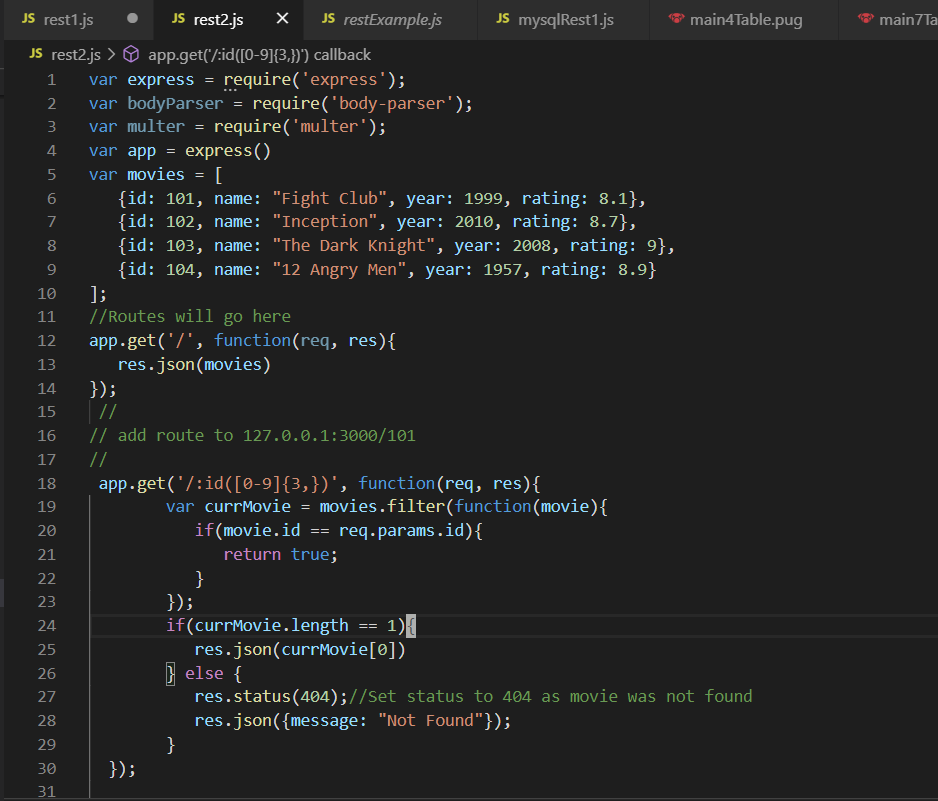 JS rest1.js ● JS rest2.js × JS restExample.js JS mysqlRest1.js main4Table.pug main7Ta
JS rest2.js > app.get('/:id([0-9]{3,})') callback
1 var express = require('express');
2 var bodyParser = require('body-parser');
3 var multer = require('multer');
4 var app = express()
5 var movies = [
6    {id: 101, name: "Fight Club", year: 1999, rating: 8.1},
7    {id: 102, name: "Inception", year: 2010, rating: 8.7},
8    {id: 103, name: "The Dark Knight", year: 2008, rating: 9},
9    {id: 104, name: "12 Angry Men", year: 1957, rating: 8.9}
10 ];
11 //Routes will go here
12 app.get('/', function(req, res){
13    res.json(movies)
14 });
15  //
16 // add route to 127.0.0.1:3000/101
17 //
18  app.get('/:id([0-9]{3,})', function(req, res){
19         var currMovie = movies.filter(function(movie){
20            if(movie.id == req.params.id){
21               return true;
22            }
23         });
24         if(currMovie.length == 1){
25            res.json(currMovie[0])
26         } else {
27            res.status(404);//Set status to 404 as movie was not found
28            res.json({message: "Not Found"});
29         }
30   });
31